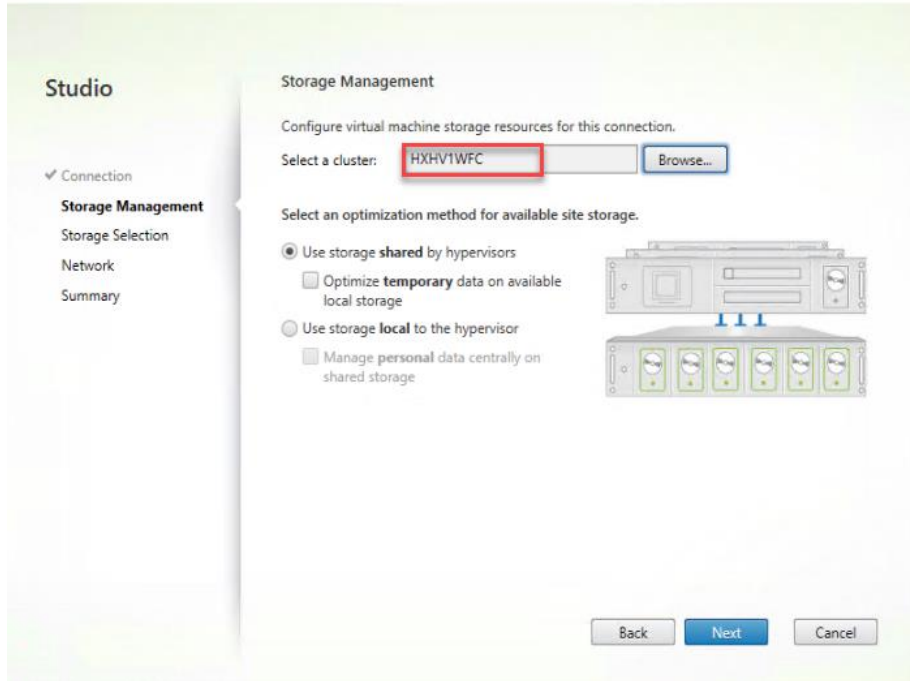 Studio
Connection
Storage Management
Storage Selection
Network
Summary
Storage Management
Configure virtual machine storage resources for this connection.
Select a cluster: HXHV1WFC Browse...
Select an optimization method for available site storage.
Use storage shared by hypervisors
Optimize temporary data on available
local storage
Use storage local to the hypervisor
Manage personal data centrally on
shared storage
Back Next Cancel